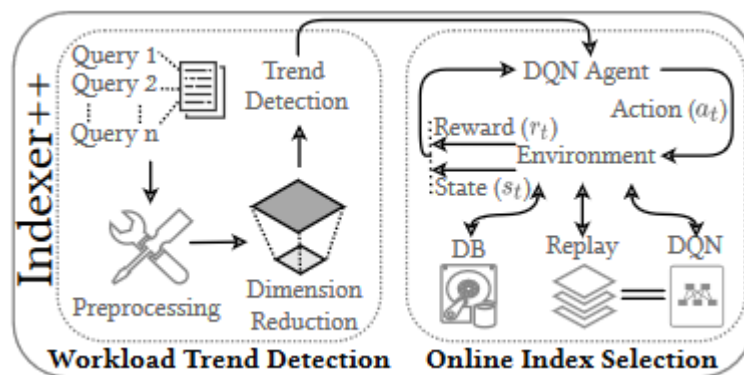 Indexer++
Query 1
Query 2
Query n
Preprocessing
Dimension
Reduction
Trend
Detection
Workload Trend Detection
DQN Agent
Action (a_t)
Reward (r_t)
Environment
State (s_t)
DB
Replay
DQN
Online Index Selection